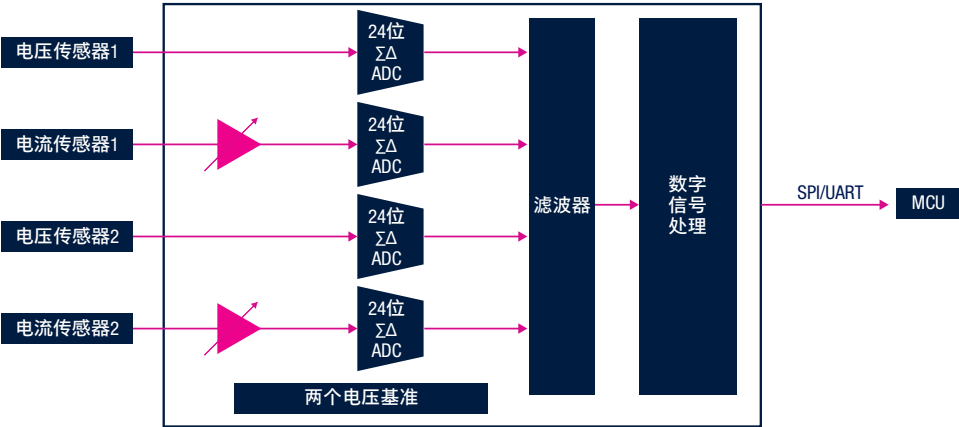 电压传感器1
24位
ΣΔ
ADC
电流传感器1
24位
ΣΔ
ADC
电压传感器2
24位
ΣΔ
ADC
电流传感器2
24位
ΣΔ
ADC
两个电压基准
滤波器
数字
信号
处理
SPI/UART
MCU